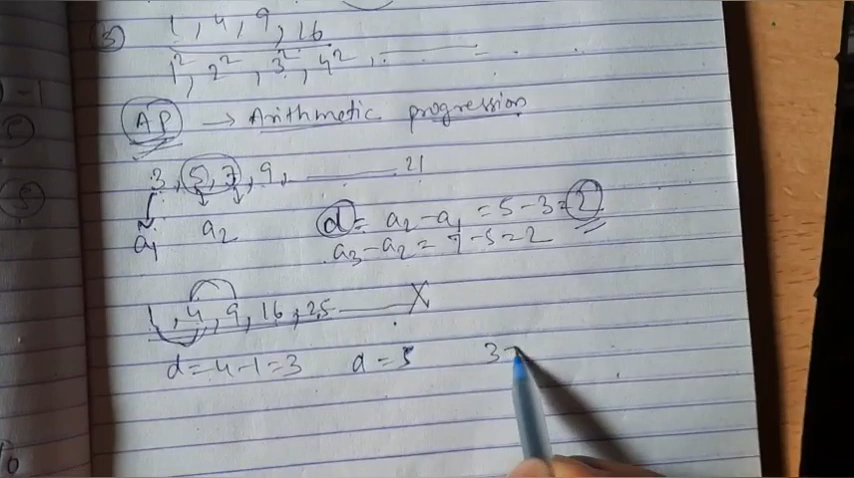 3) 1, 4, 9, 16
1², 2², 3², 4², ...
AP → Arithmetic progression
3, 5, 7, 9, ... 21
a₁ a₂ d = a₂ - a₁ = 5 - 3 = 2
a₃ - a₂ = 7 - 5 = 2
1, 4, 9, 16, 25 ... X
d = 4 - 1 = 3 d = 5 3